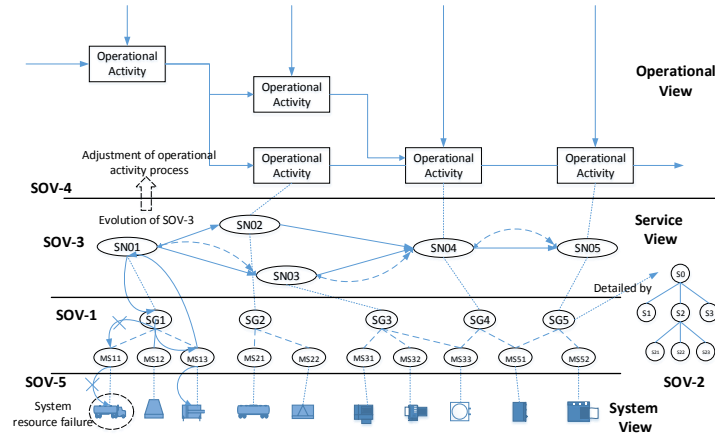 Operational
Activity
Operational
Activity
Operational
View
Adjustment of operational
activity process
Operational
Activity
Operational
Activity
Operational
Activity
SOV-4
Evolution of SOV-3
Service
View
SOV-3
SN01
SN02
SN03
SN04
SN05
Detailed by
S0
SOV-1
SG1
SG2
SG3
SG4
SG5
S1
S2
S3
MS11
MS12
MS13
MS21
MS22
MS31
MS32
MS33
MS51
MS52
S21
S22
S23
SOV-5
SOV-2
System
resource failure
System
View